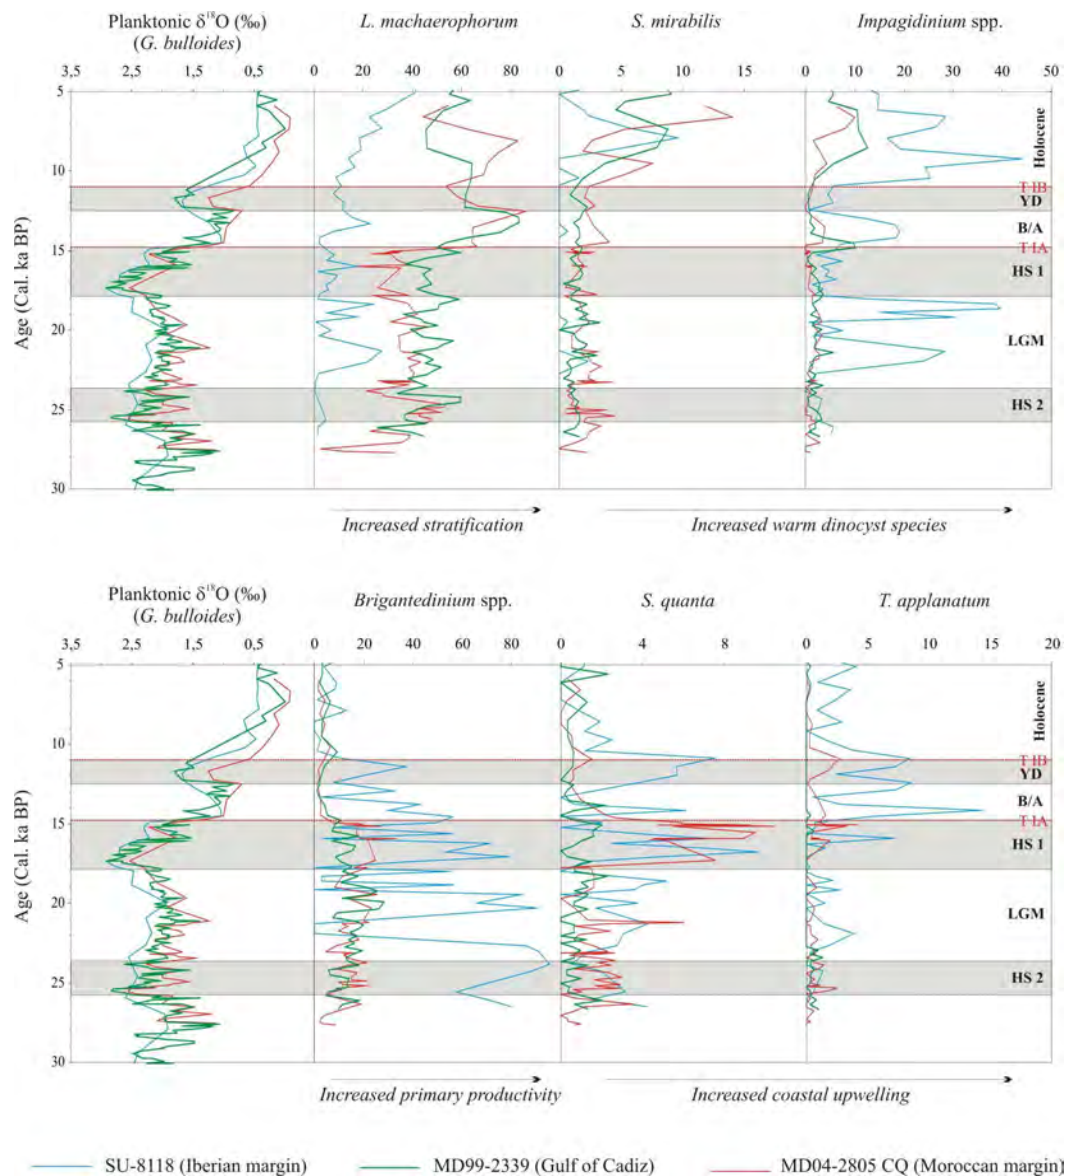 Planktonic δ¹⁸O (‰) L. machaerophorum S. mirabilis Impagidinium spp.
(G. bulloides)
3,5 2,5 1,5 0,5 0 20 40 60 80 0 5 10 15 0 10 20 30 40 50
5
10
15
20
25
30
Age (Cal. ka BP)
Holocene
T IB
YD
B/A
T IA
HS 1
LGM
HS 2
Increased stratification Increased warm dinocyst species
Planktonic δ¹⁸O (‰) Brigantedinium spp. S. quanta T. applanatum
(G. bulloides)
3,5 2,5 1,5 0,5 0 20 40 60 80 0 4 8 0 5 10 15 20
5
10
15
20
25
30
Age (Cal. ka BP)
Holocene
T IB
YD
B/A
T IA
HS 1
LGM
HS 2
Increased primary productivity Increased coastal upwelling
SU-8118 (Iberian margin) MD99-2339 (Gulf of Cadiz) MD04-2805 CQ (Moroccan margin)